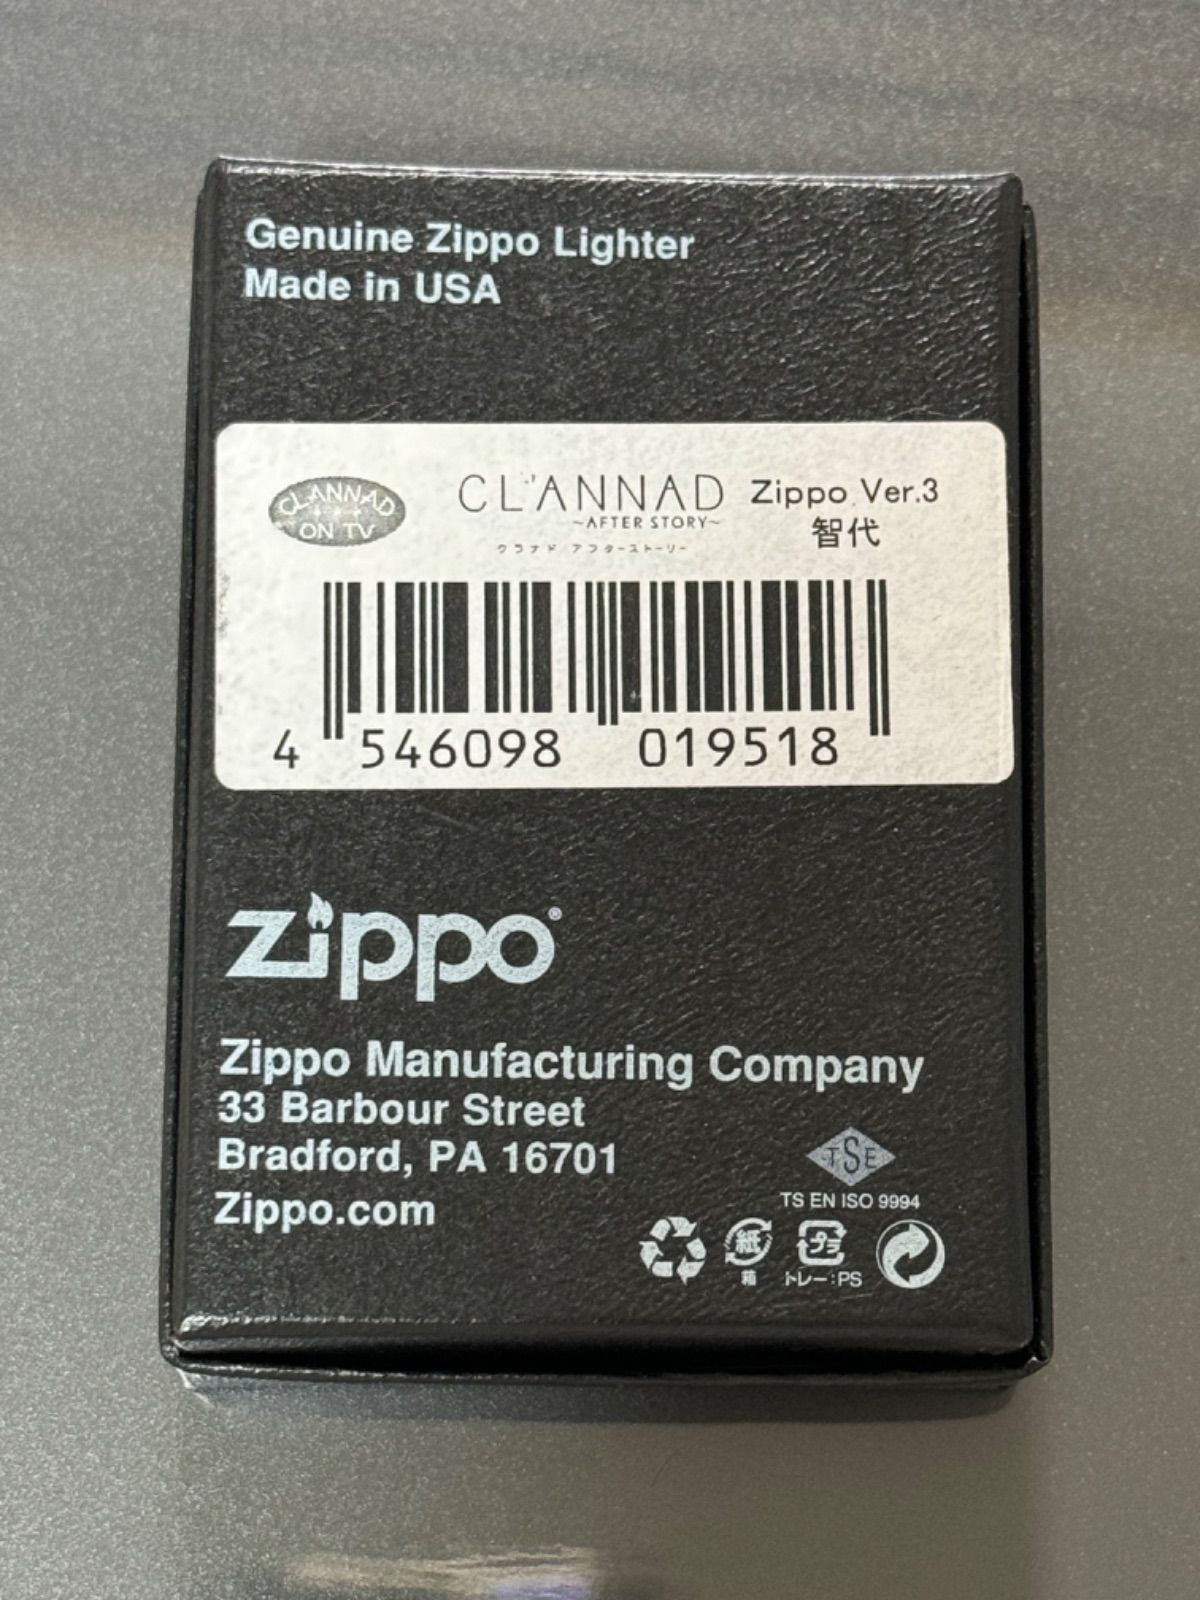 Genuine Zippo Lighter
Made in USA
CLANNAD
ON TV
CLANNAD
～AFTER STORY～
クラナド アフターストーリー
Zippo Ver.3
智代
4 546098 019518
zippo®
Zippo Manufacturing Company
33 Barbour Street
Bradford, PA 16701
Zippo.com
TSE
TS EN ISO 9994
紙
箱
プラ
トレー:PS